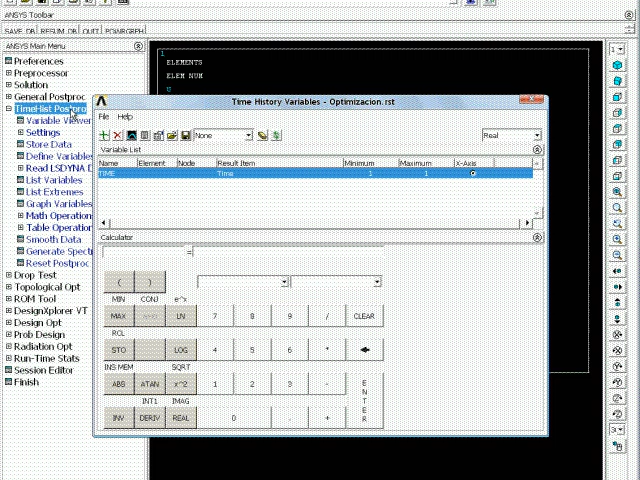 ANSYS Toolbar
SAVE_DB RESUM_DB QUIT POWRGRPH
ANSYS Main Menu
Preferences
Preprocessor
Solution
General Postproc
TimeHist Postpro
Variable Viewer
Settings
Store Data
Define Variables
Read LSDYNA D
List Variables
List Extremes
Graph Variables
Math Operation
Table Operation
Smooth Data
Generate Spect
Reset Postproc
Drop Test
Topological Opt
ROM Tool
DesignXplorer VT
Design Opt
Prob Design
Radiation Opt
Run-Time Stats
Session Editor
Finish
1
ELEMENTS
ELEM NUM
U
Time History Variables - Optimizacion.rst
File Help
None Real
Variable List
Name Element Node Result Item Minimum Maximum X-Axis
TIME Time 1 1
Calculator
=
( )
MIN CONJ e^x
MAX a+ib LN 7 8 9 / CLEAR
RCL
STO LOG 4 5 6 *
INS MEM SQRT
ABS ATAN x^2 1 2 3 - ENTER
INT1 IMAG
INV DERIV REAL 0 . +
1
3